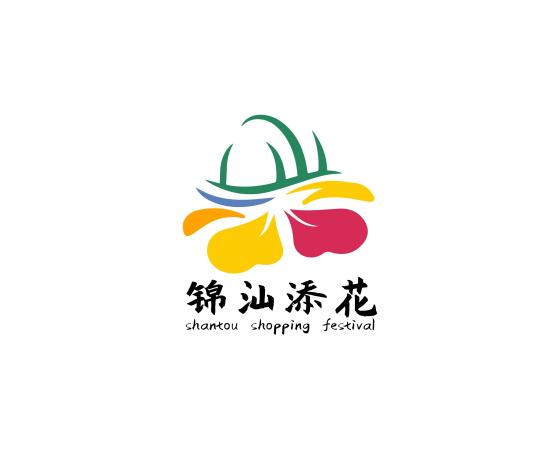 锦汕添花
shantou shopping festival